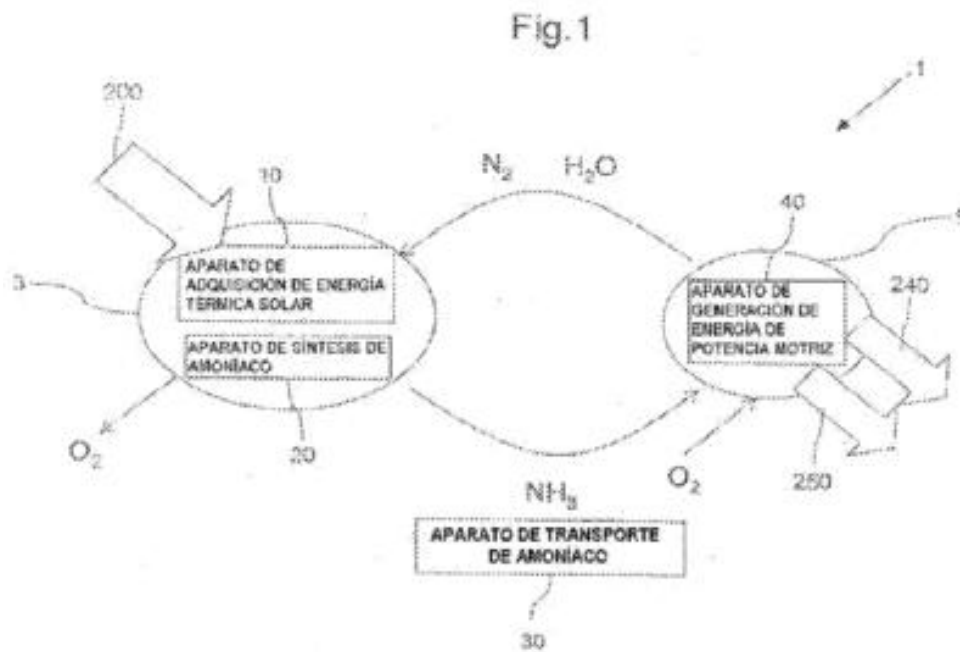 Fig.1
1
200
N2
H2O
10
40
APARATO DE
ADQUISICIÓN DE ENERGÍA
TÉRMICA SOLAR
3
APARATO DE
GENERACIÓN DE
ENERGÍA DE
POTENCIA MOTRIZ
240
APARATO DE SÍNTESIS DE
AMONÍACO
O2
20
O2
250
NH3
APARATO DE TRANSPORTE
DE AMONÍACO
30